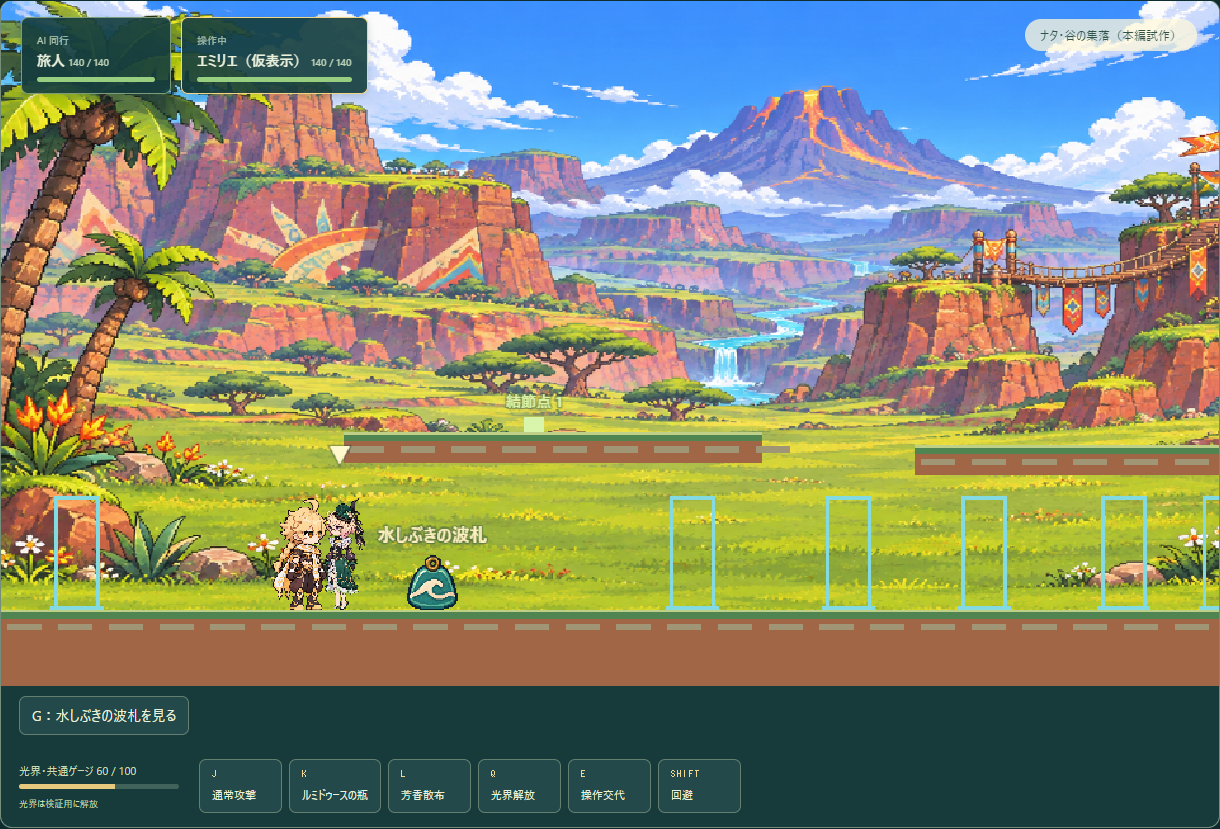 AI 同行
旅人 140 / 140
操作中
エミリエ（仮表示） 140 / 140
ナタ・谷の集落（本編試作）
結節点 1
水しぶきの波札
G：水しぶきの波札を見る
光界・共通ゲージ 60 / 100
光界は検証用に解放
J
通常攻撃
K
ルミドゥースの瓶
L
芳香散布
Q
光界解放
E
操作交代
SHIFT
回避